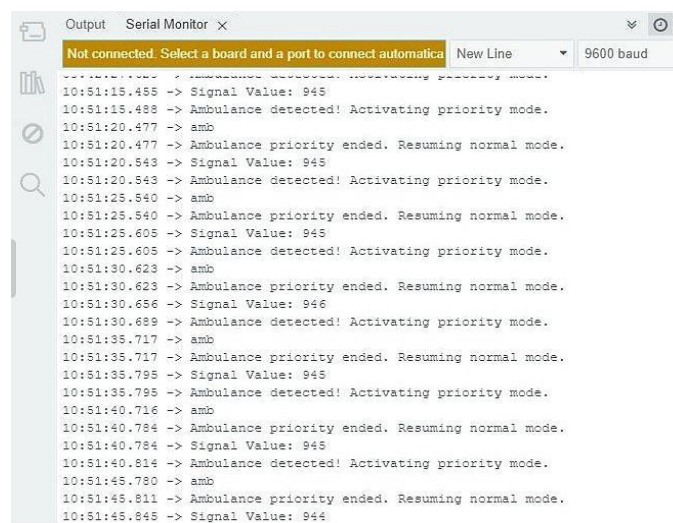 Output Serial Monitor ×
Not connected. Select a board and a port to connect automatica New Line 9600 baud
Ambulance detected! Activating priority mode.
10:51:15.455 -> Signal Value: 945
10:51:15.488 -> Ambulance detected! Activating priority mode.
10:51:20.477 -> amb
10:51:20.477 -> Ambulance priority ended. Resuming normal mode.
10:51:20.543 -> Signal Value: 945
10:51:20.543 -> Ambulance detected! Activating priority mode.
10:51:25.540 -> amb
10:51:25.540 -> Ambulance priority ended. Resuming normal mode.
10:51:25.605 -> Signal Value: 945
10:51:25.605 -> Ambulance detected! Activating priority mode.
10:51:30.623 -> amb
10:51:30.623 -> Ambulance priority ended. Resuming normal mode.
10:51:30.656 -> Signal Value: 946
10:51:30.689 -> Ambulance detected! Activating priority mode.
10:51:35.717 -> amb
10:51:35.717 -> Ambulance priority ended. Resuming normal mode.
10:51:35.795 -> Signal Value: 945
10:51:35.795 -> Ambulance detected! Activating priority mode.
10:51:40.716 -> amb
10:51:40.784 -> Ambulance priority ended. Resuming normal mode.
10:51:40.784 -> Signal Value: 945
10:51:40.814 -> Ambulance detected! Activating priority mode.
10:51:45.780 -> amb
10:51:45.811 -> Ambulance priority ended. Resuming normal mode.
10:51:45.845 -> Signal Value: 944